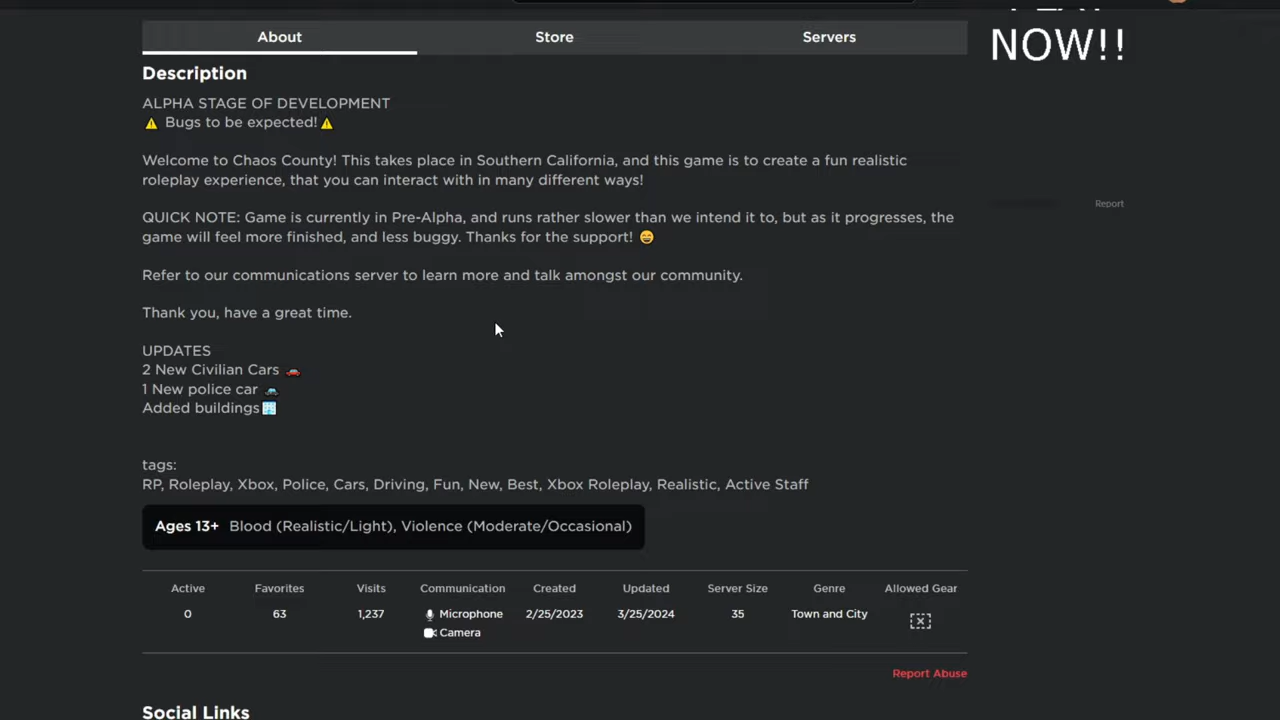 NOW!!
About
Store
Servers
Description
ALPHA STAGE OF DEVELOPMENT
⚠️ Bugs to be expected!⚠️
Welcome to Chaos County! This takes place in Southern California, and this game is to create a fun realistic
roleplay experience, that you can interact with in many different ways!
Report
QUICK NOTE: Game is currently in Pre-Alpha, and runs rather slower than we intend it to, but as it progresses, the
game will feel more finished, and less buggy. Thanks for the support! 😄
Refer to our communications server to learn more and talk amongst our community.
Thank you, have a great time.
UPDATES
2 New Civilian Cars 🚗
1 New police car 🚓
Added buildings🏢
tags:
RP, Roleplay, Xbox, Police, Cars, Driving, Fun, New, Best, Xbox Roleplay, Realistic, Active Staff
Ages 13+ Blood (Realistic/Light), Violence (Moderate/Occasional)
Active Favorites Visits Communication Created Updated Server Size Genre Allowed Gear
0 63 1,237 Microphone 2/25/2023 3/25/2024 35 Town and City
Camera
Report Abuse
Social Links